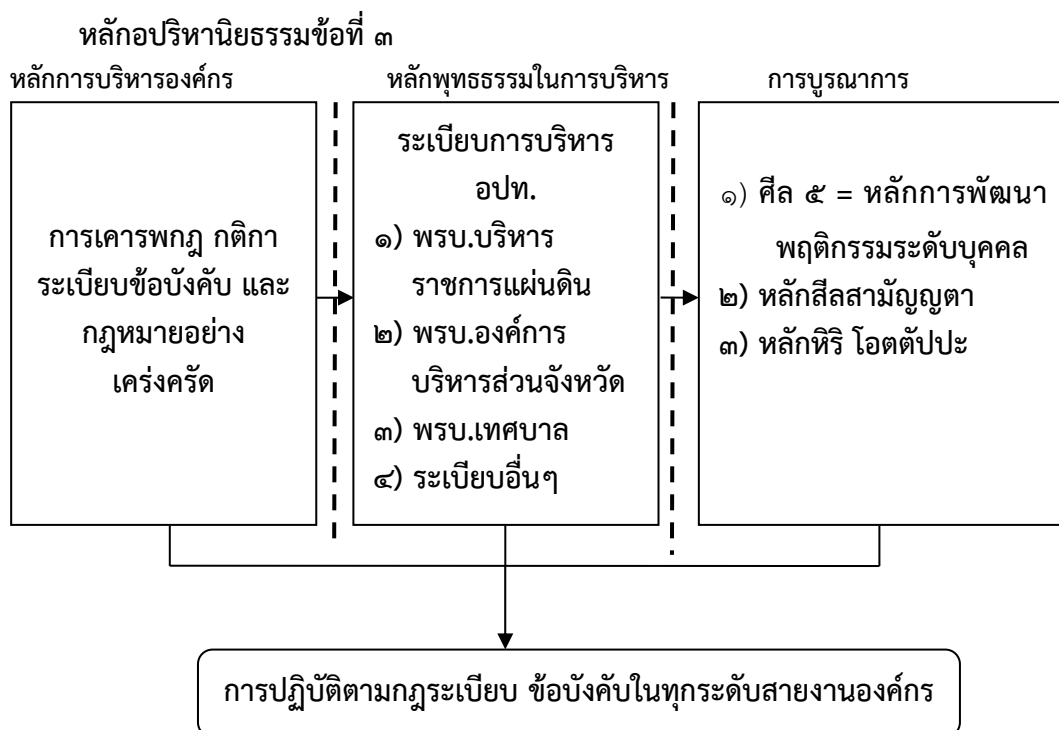 หลักอปริหานิยธรรมข้อที่ ๓
หลักการบริหารองค์กร
หลักพุทธธรรมในการบริหาร
การบูรณาการ
การเคารพกฎ กติกา
ระเบียบข้อบังคับ และ
กฎหมายอย่าง
เคร่งครัด
ระเบียบการบริหาร
อปท.
๑) พรบ.บริหาร
ราชการแผ่นดิน
๒) พรบ.องค์การ
บริหารส่วนจังหวัด
๓) พรบ.เทศบาล
๔) ระเบียบอื่นๆ
๑) ศีล ๕ = หลักการพัฒนา
พฤติกรรมระดับบุคคล
๒) หลักสีลสามัญญตา
๓) หลักหิริ โอตตัปปะ
การปฏิบัติตามกฎระเบียบ ข้อบังคับในทุกระดับสายงานองค์กร